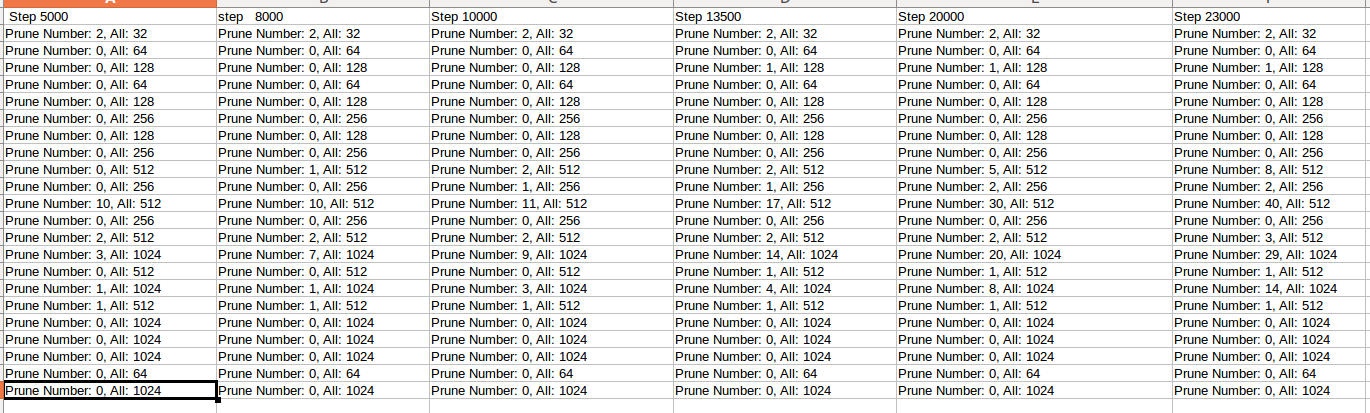 Step 5000 step 8000 Step 10000 Step 13500 Step 20000 Step 23000
Prune Number: 2, All: 32 Prune Number: 2, All: 32 Prune Number: 2, All: 32 Prune Number: 2, All: 32 Prune Number: 2, All: 32 Prune Number: 2, All: 32
Prune Number: 0, All: 64 Prune Number: 0, All: 64 Prune Number: 0, All: 64 Prune Number: 0, All: 64 Prune Number: 0, All: 64 Prune Number: 0, All: 64
Prune Number: 0, All: 128 Prune Number: 0, All: 128 Prune Number: 0, All: 128 Prune Number: 1, All: 128 Prune Number: 1, All: 128 Prune Number: 1, All: 128
Prune Number: 0, All: 64 Prune Number: 0, All: 64 Prune Number: 0, All: 64 Prune Number: 0, All: 64 Prune Number: 0, All: 64 Prune Number: 0, All: 64
Prune Number: 0, All: 128 Prune Number: 0, All: 128 Prune Number: 0, All: 128 Prune Number: 0, All: 128 Prune Number: 0, All: 128 Prune Number: 0, All: 128
Prune Number: 0, All: 256 Prune Number: 0, All: 256 Prune Number: 0, All: 256 Prune Number: 0, All: 256 Prune Number: 0, All: 256 Prune Number: 0, All: 256
Prune Number: 0, All: 128 Prune Number: 0, All: 128 Prune Number: 0, All: 128 Prune Number: 0, All: 128 Prune Number: 0, All: 128 Prune Number: 0, All: 128
Prune Number: 0, All: 256 Prune Number: 0, All: 256 Prune Number: 0, All: 256 Prune Number: 0, All: 256 Prune Number: 0, All: 256 Prune Number: 0, All: 256
Prune Number: 0, All: 512 Prune Number: 1, All: 512 Prune Number: 2, All: 512 Prune Number: 2, All: 512 Prune Number: 5, All: 512 Prune Number: 8, All: 512
Prune Number: 0, All: 256 Prune Number: 0, All: 256 Prune Number: 1, All: 256 Prune Number: 1, All: 256 Prune Number: 2, All: 256 Prune Number: 2, All: 256
Prune Number: 10, All: 512 Prune Number: 10, All: 512 Prune Number: 11, All: 512 Prune Number: 17, All: 512 Prune Number: 30, All: 512 Prune Number: 40, All: 512
Prune Number: 0, All: 256 Prune Number: 0, All: 256 Prune Number: 0, All: 256 Prune Number: 0, All: 256 Prune Number: 0, All: 256 Prune Number: 0, All: 256
Prune Number: 2, All: 512 Prune Number: 2, All: 512 Prune Number: 2, All: 512 Prune Number: 2, All: 512 Prune Number: 2, All: 512 Prune Number: 3, All: 512
Prune Number: 3, All: 1024 Prune Number: 7, All: 1024 Prune Number: 9, All: 1024 Prune Number: 14, All: 1024 Prune Number: 20, All: 1024 Prune Number: 29, All: 1024
Prune Number: 0, All: 512 Prune Number: 0, All: 512 Prune Number: 0, All: 512 Prune Number: 1, All: 512 Prune Number: 1, All: 512 Prune Number: 1, All: 512
Prune Number: 1, All: 1024 Prune Number: 1, All: 1024 Prune Number: 3, All: 1024 Prune Number: 4, All: 1024 Prune Number: 8, All: 1024 Prune Number: 14, All: 1024
Prune Number: 1, All: 512 Prune Number: 1, All: 512 Prune Number: 1, All: 512 Prune Number: 1, All: 512 Prune Number: 1, All: 512 Prune Number: 1, All: 512
Prune Number: 0, All: 1024 Prune Number: 0, All: 1024 Prune Number: 0, All: 1024 Prune Number: 0, All: 1024 Prune Number: 0, All: 1024 Prune Number: 0, All: 1024
Prune Number: 0, All: 1024 Prune Number: 0, All: 1024 Prune Number: 0, All: 1024 Prune Number: 0, All: 1024 Prune Number: 0, All: 1024 Prune Number: 0, All: 1024
Prune Number: 0, All: 1024 Prune Number: 0, All: 1024 Prune Number: 0, All: 1024 Prune Number: 0, All: 1024 Prune Number: 0, All: 1024 Prune Number: 0, All: 1024
Prune Number: 0, All: 64 Prune Number: 0, All: 64 Prune Number: 0, All: 64 Prune Number: 0, All: 64 Prune Number: 0, All: 64 Prune Number: 0, All: 64
Prune Number: 0, All: 1024 Prune Number: 0, All: 1024 Prune Number: 0, All: 1024 Prune Number: 0, All: 1024 Prune Number: 0, All: 1024 Prune Number: 0, All: 1024